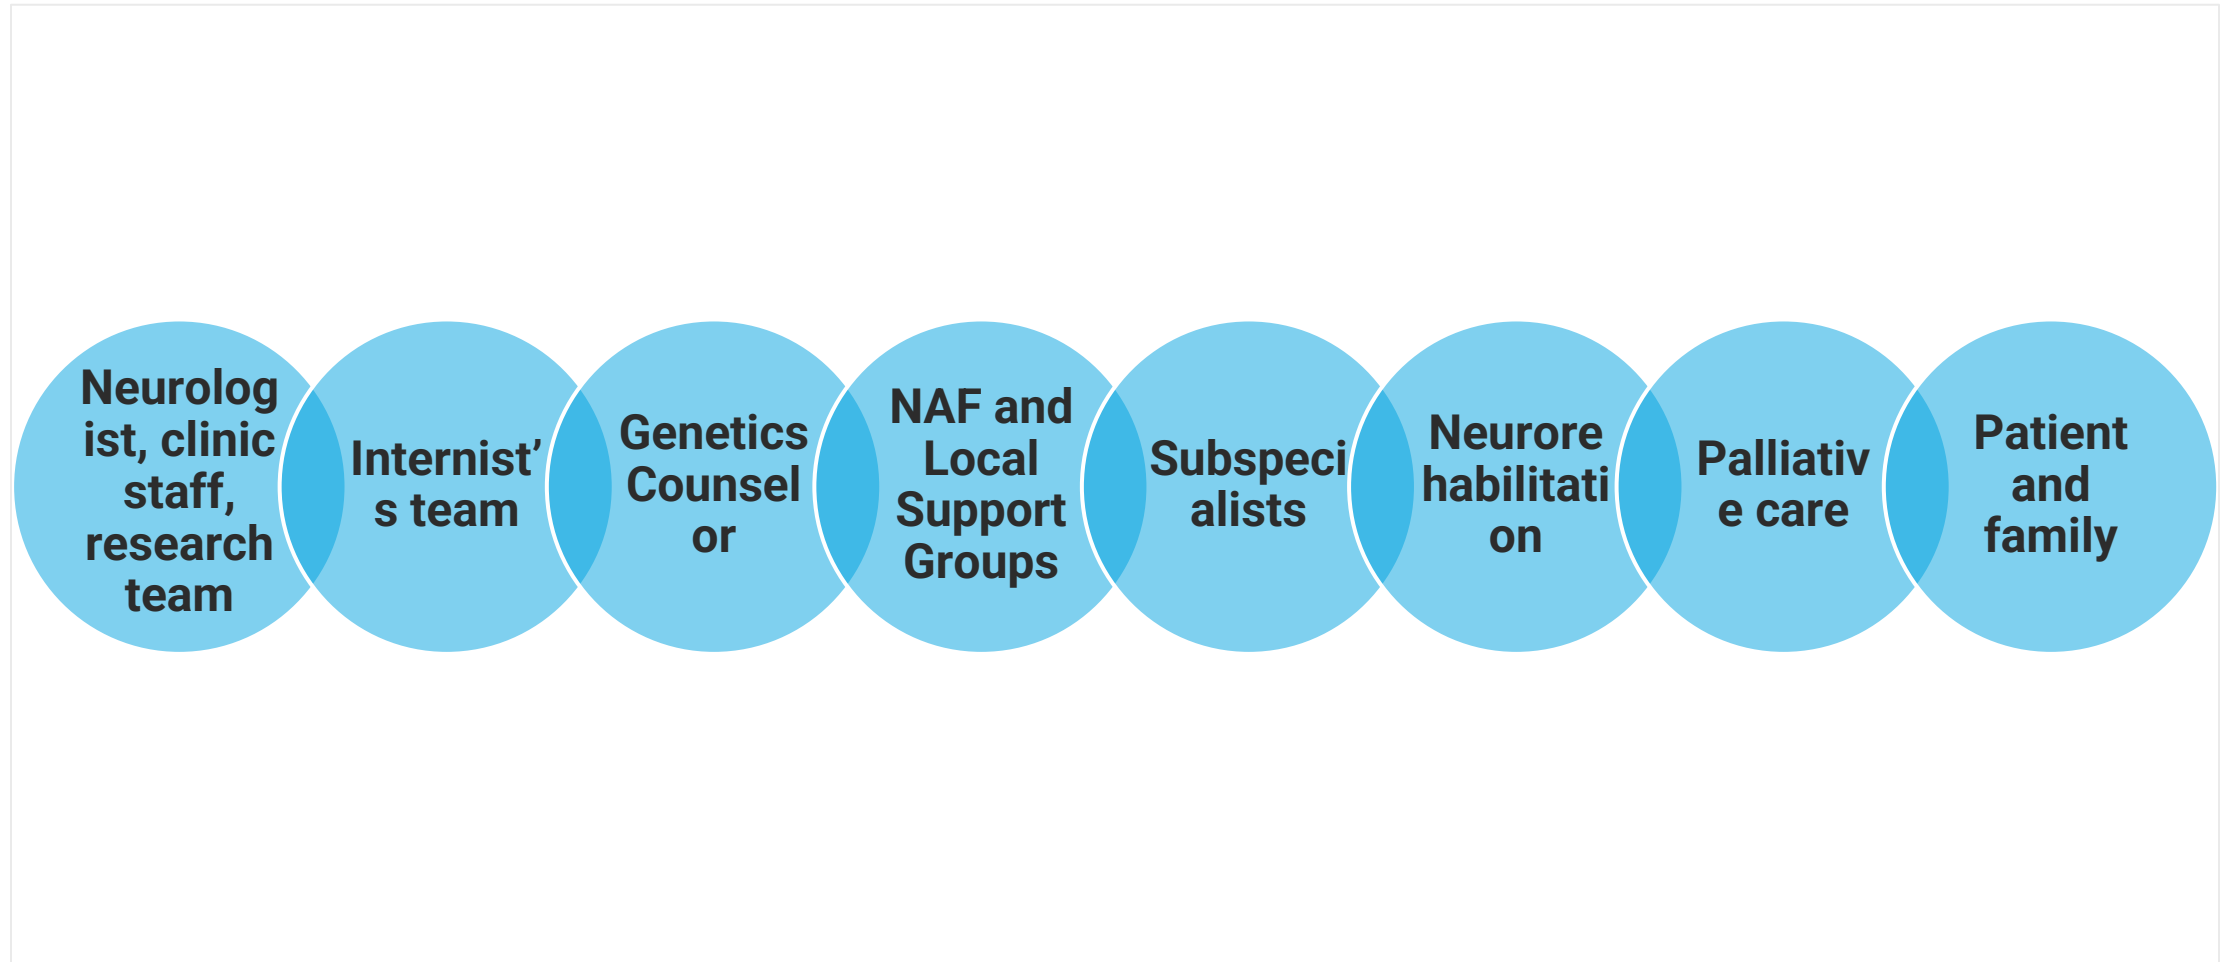 Neurolog
ist, clinic
staff,
research
team
Internist’
s team
Genetics
Counsel
or
NAF and
Local
Support
Groups
Subspeci
alists
Neurore
habilitati
on
Palliativ
e care
Patient
and
family